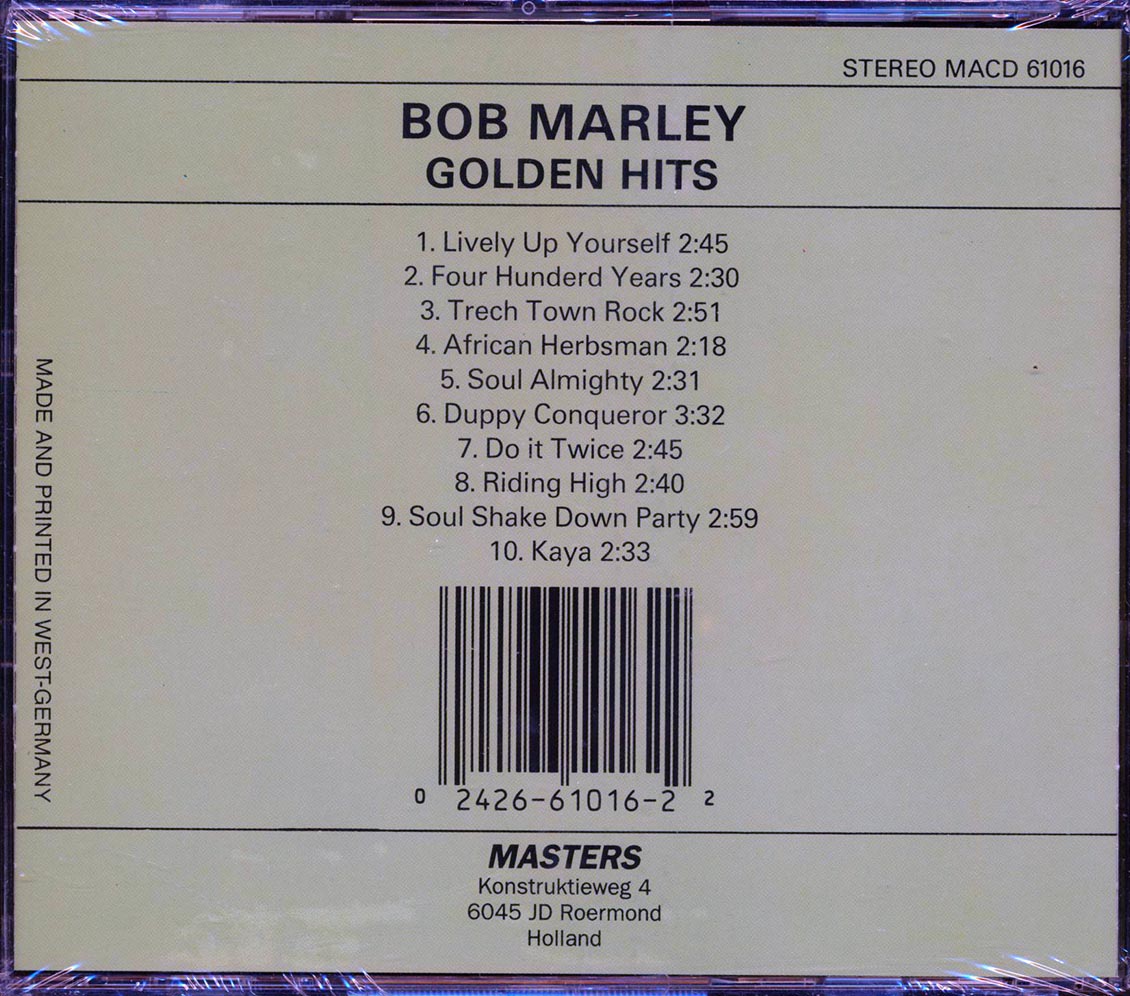 STEREO MACD 61016
BOB MARLEY
GOLDEN HITS
1. Lively Up Yourself 2:45
2. Four Hunderd Years 2:30
3. Trech Town Rock 2:51
4. African Herbsman 2:18
5. Soul Almighty 2:31
6. Duppy Conqueror 3:32
7. Do it Twice 2:45
8. Riding High 2:40
9. Soul Shake Down Party 2:59
10. Kaya 2:33
MADE AND PRINTED IN WEST-GERMANY
0 2426-61016-2 2
MASTERS
Konstruktieweg 4
6045 JD Roermond
Holland